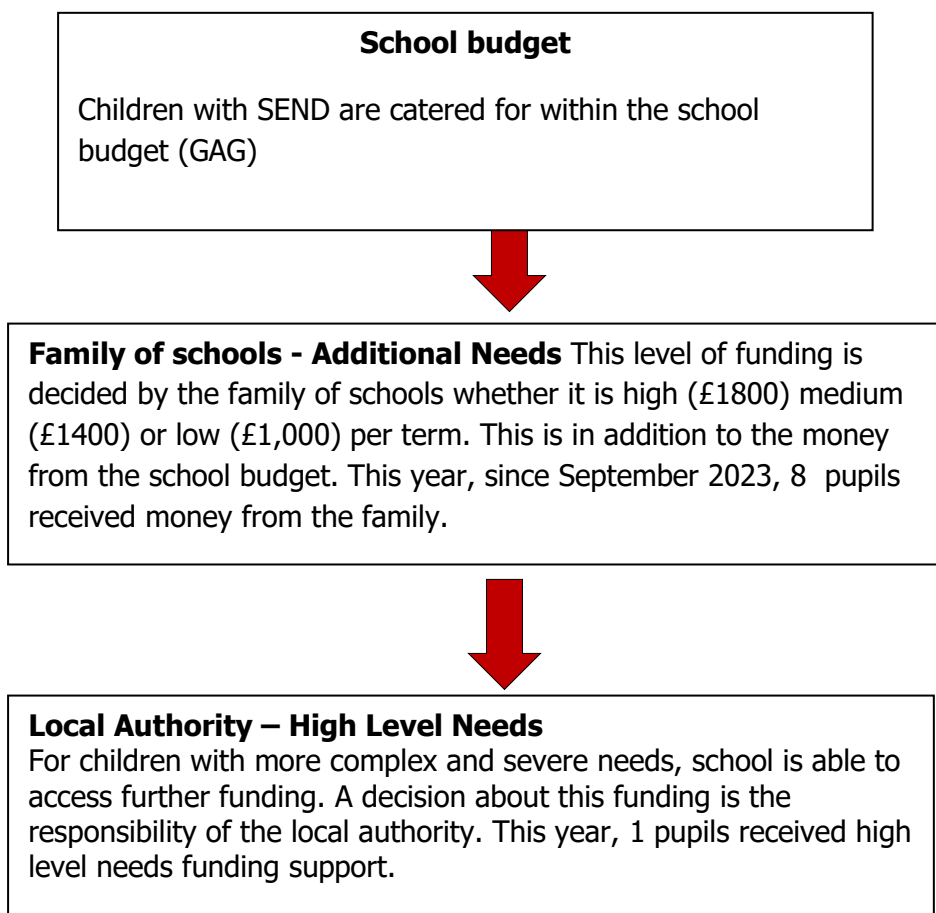 School budget
Children with SEND are catered for within the school
budget (GAG)
Family of schools - Additional Needs This level of funding is
decided by the family of schools whether it is high (£1800) medium
(£1400) or low (£1,000) per term. This is in addition to the money
from the school budget. This year, since September 2023, 8  pupils
received money from the family.
Local Authority – High Level Needs
For children with more complex and severe needs, school is able to
access further funding. A decision about this funding is the
responsibility of the local authority. This year, 1 pupils received high
level needs funding support.